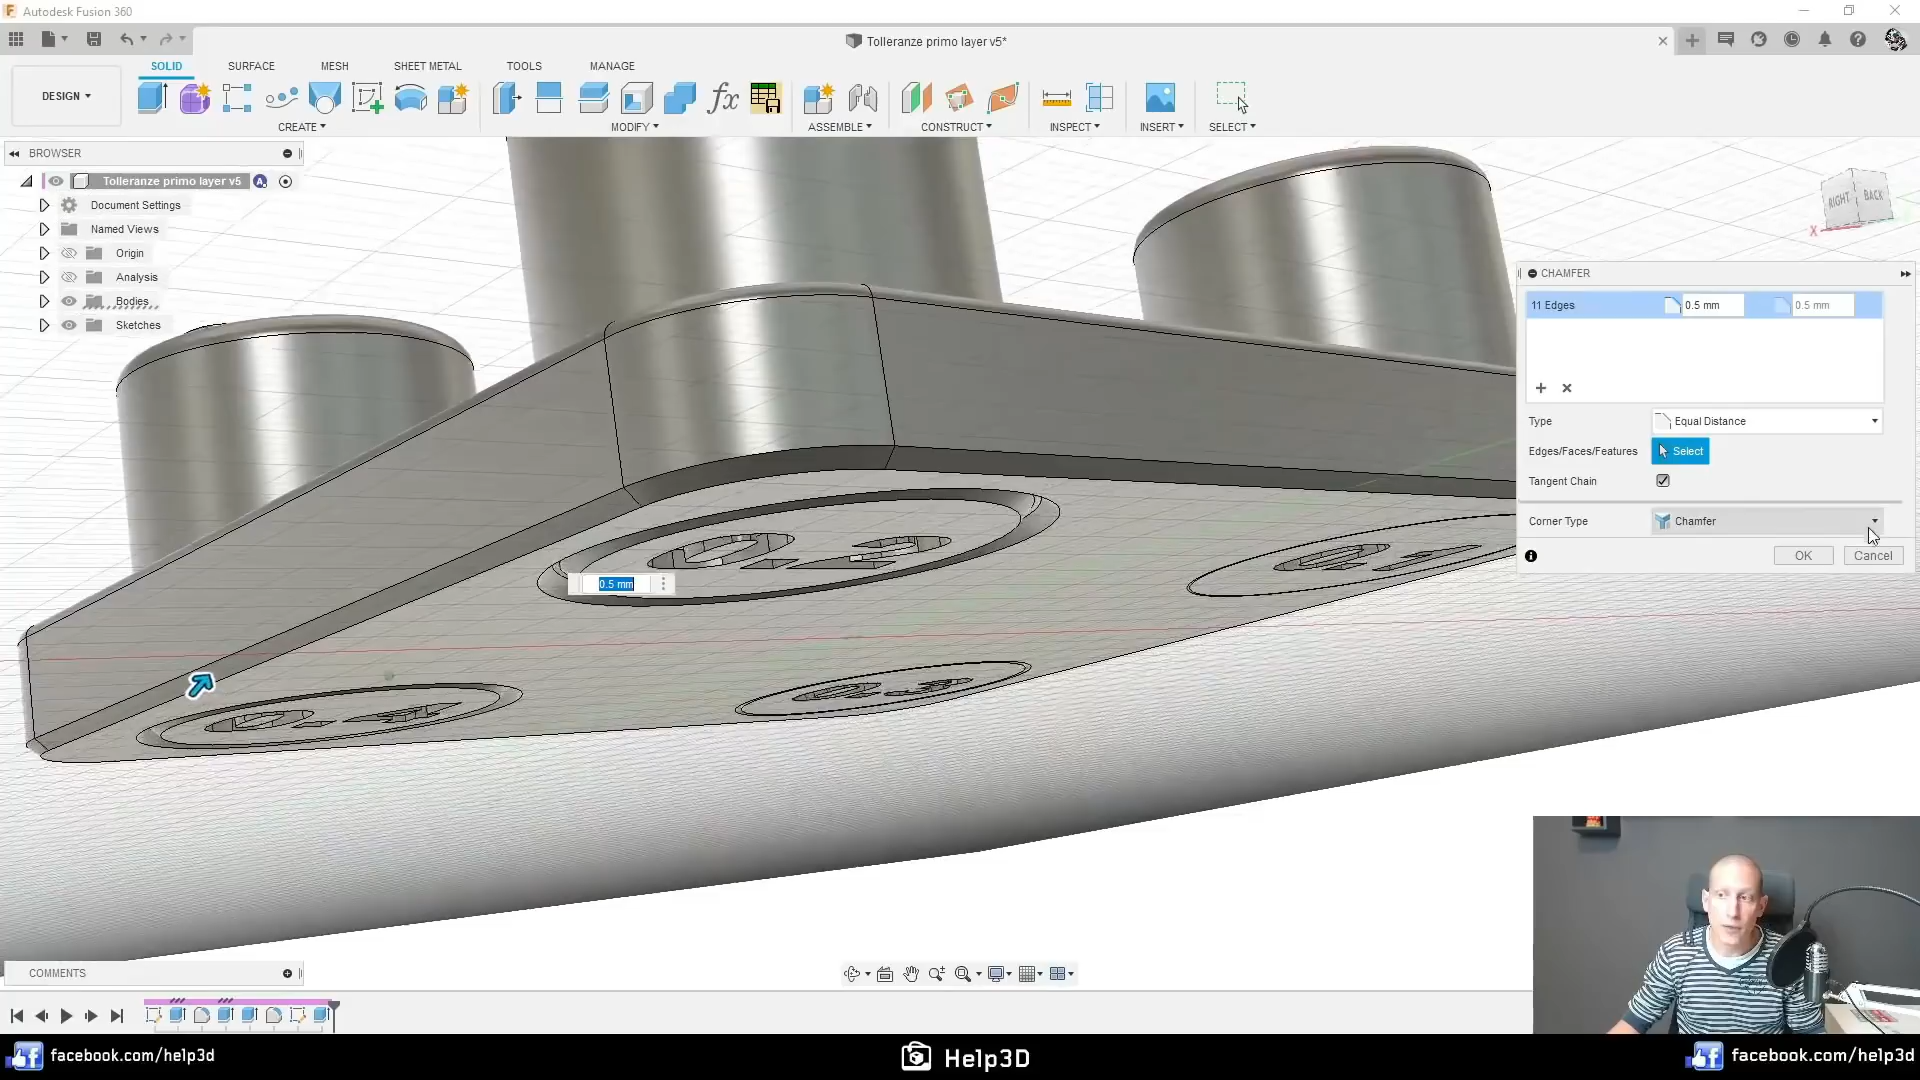 Autodesk Fusion 360
Tolleranze primo layer v5*
DESIGN
SOLID SURFACE MESH SHEET METAL TOOLS MANAGE
CREATE MODIFY ASSEMBLE CONSTRUCT INSPECT INSERT SELECT
fx
BROWSER
Tolleranze primo layer v5
A
Document Settings
Named Views
Origin
Analysis
Bodies
Sketches
RIGHT BACK
X
CHAMFER
11 Edges 0.5 mm 0.5 mm
Type Equal Distance
Edges/Faces/Features Select
Tangent Chain
Corner Type Chamfer
OK Cancel
0.5 mm
COMMENTS
facebook.com/help3d
Help3D
facebook.com/help3d